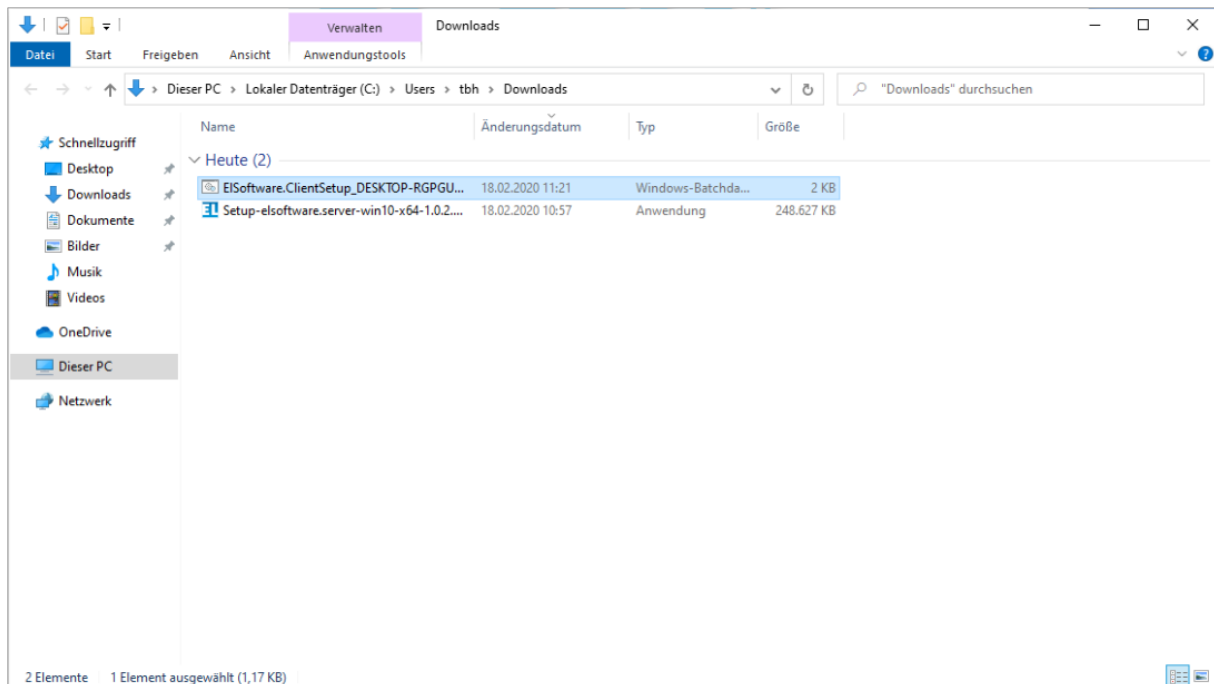 Verwalten
Downloads
Datei
Start
Freigeben
Ansicht
Anwendungstools
Dieser PC › Lokaler Datenträger (C:) › Users › tbh › Downloads
"Downloads" durchsuchen
Schnellzugriff
Desktop
Downloads
Dokumente
Bilder
Musik
Videos
OneDrive
Dieser PC
Netzwerk
Name Änderungsdatum Typ Größe
Heute (2)
ElSoftware.ClientSetup_DESKTOP-RGPGU... 18.02.2020 11:21 Windows-Batchda... 2 KB
Setup-elsoftware.server-win10-x64-1.0.2.... 18.02.2020 10:57 Anwendung 248.627 KB
2 Elemente 1 Element ausgewählt (1,17 KB)